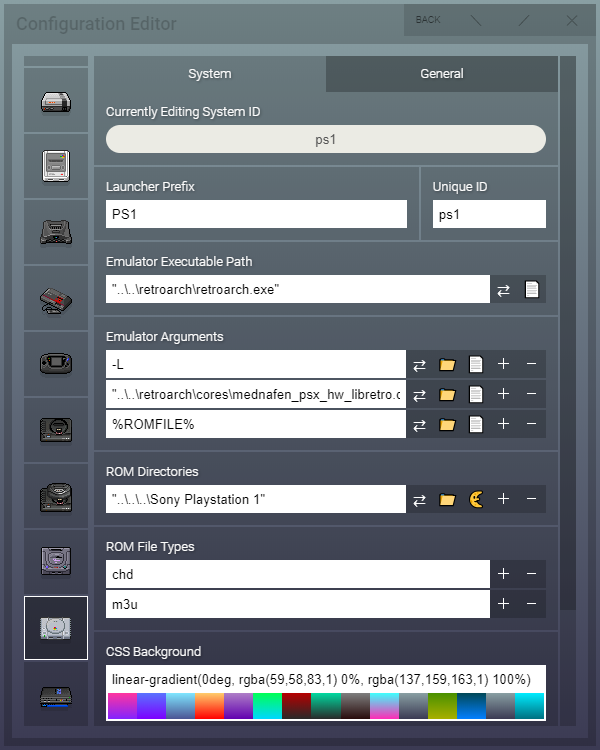 Configuration Editor
BACK
System
General
Currently Editing System ID
ps1
Launcher Prefix
Unique ID
PS1
ps1
Emulator Executable Path
"..\..\retroarch\retroarch.exe"
Emulator Arguments
-L
"..\..\retroarch\cores\mednafen_psx_hw_libretro.d
%ROMFILE%
ROM Directories
"..\..\..\Sony Playstation 1"
ROM File Types
chd
m3u
CSS Background
linear-gradient(0deg, rgba(59,58,83,1) 0%, rgba(137,159,163,1) 100%)